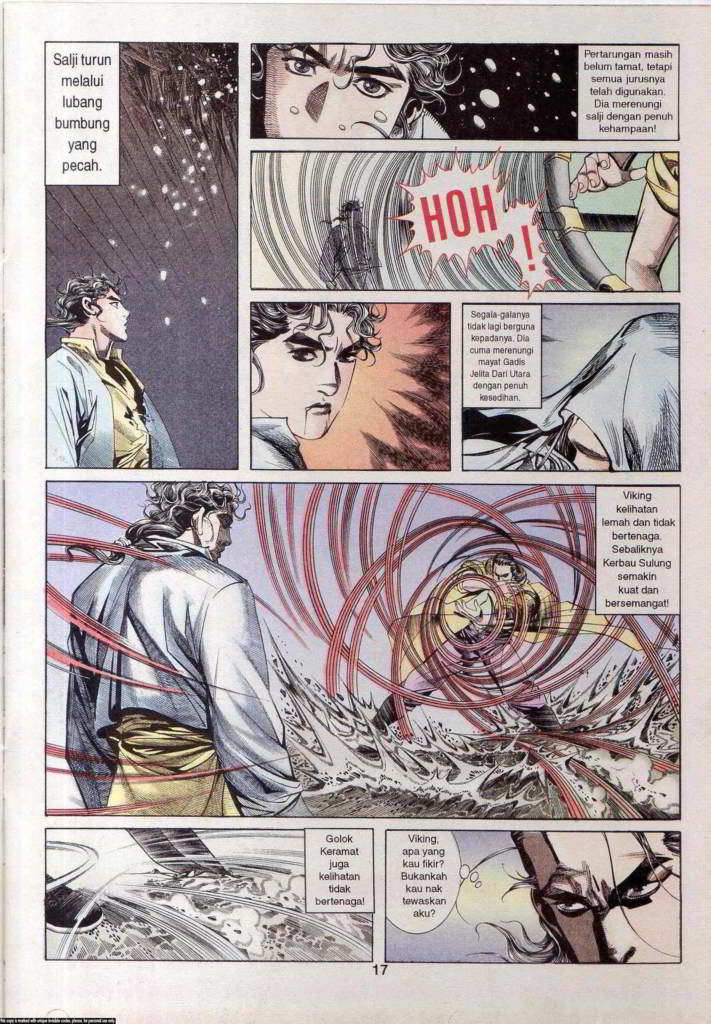 Salji turun
melalui
lubang
bumbung
yang
pecah.
Pertarungan masih
belum tamat, tetapi
semua jurusnya
telah digunakan.
Dia merenungi
salji dengan penuh
kehampaan!
HOH
!
Segala-galanya
tidak lagi berguna
kepadanya. Dia
cuma merenungi
mayat Gadis
Jelita Dari Utara
dengan penuh
kesedihan.
Viking
kelihatan
lemah dan tidak
bertenaga.
Sebaliknya
Kerbau Sulung
semakin
kuat dan
bersemangat!
Golok
Keramat
juga
kelihatan
tidak
bertenaga!
Viking,
apa yang
kau fikir?
Bukankah
kau nak
tewaskan
aku?
17